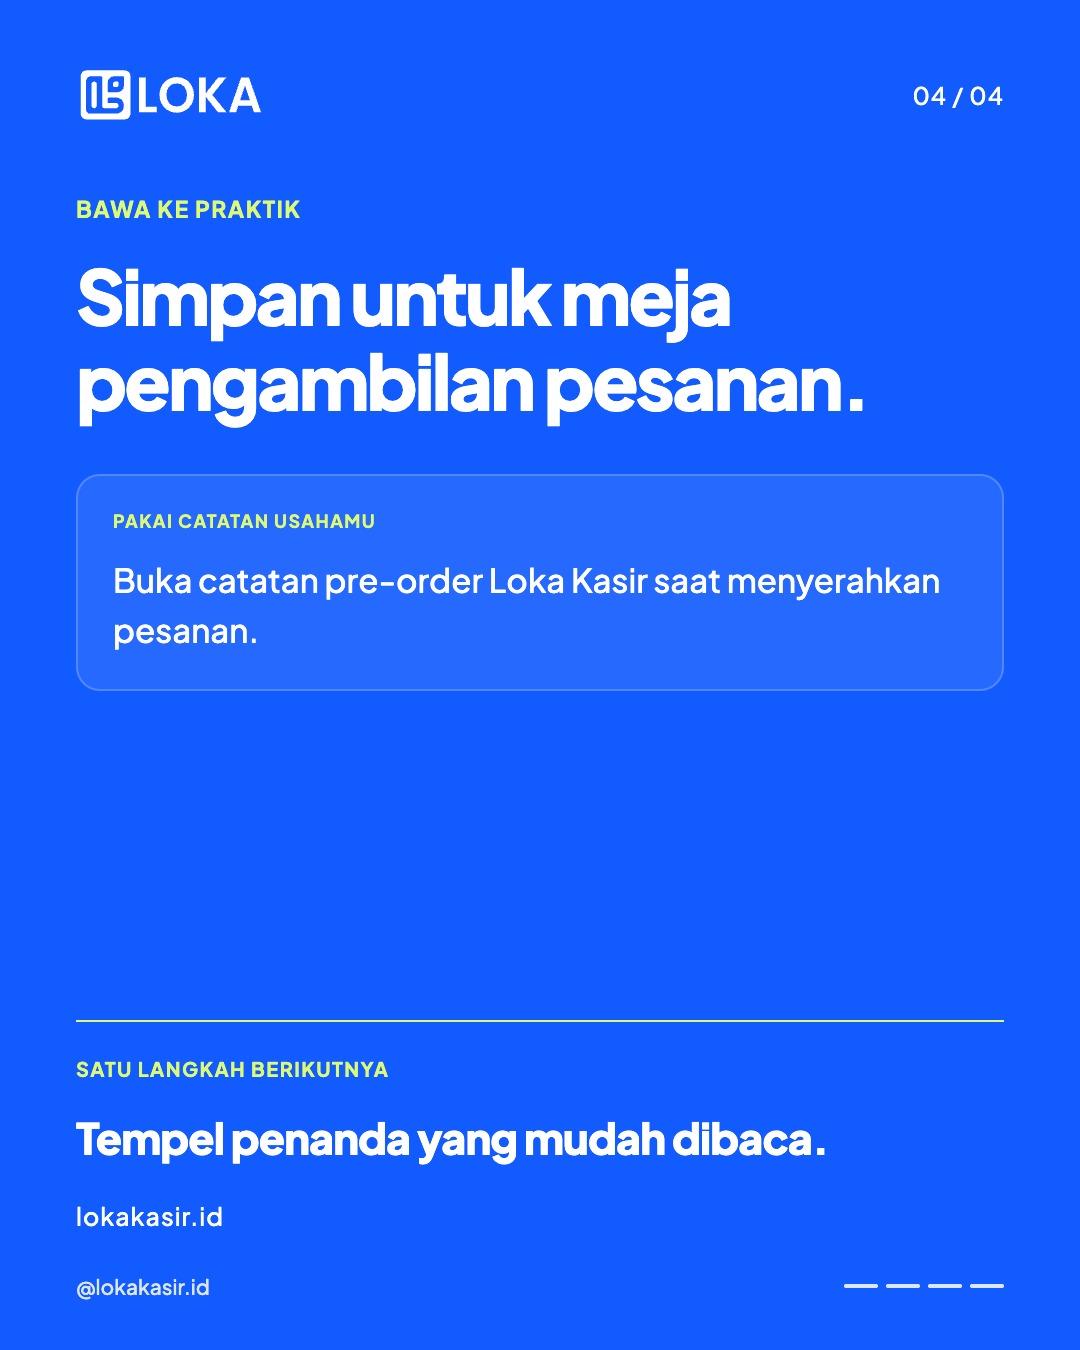 LOKA
04 / 04
BAWA KE PRAKTIK
Simpan untuk meja
pengambilan pesanan.
PAKAI CATATAN USAHAMU
Buka catatan pre-order Loka Kasir saat menyerahkan
pesanan.
SATU LANGKAH BERIKUTNYA
Tempel penanda yang mudah dibaca.
lokakasir.id
@lokakasir.id